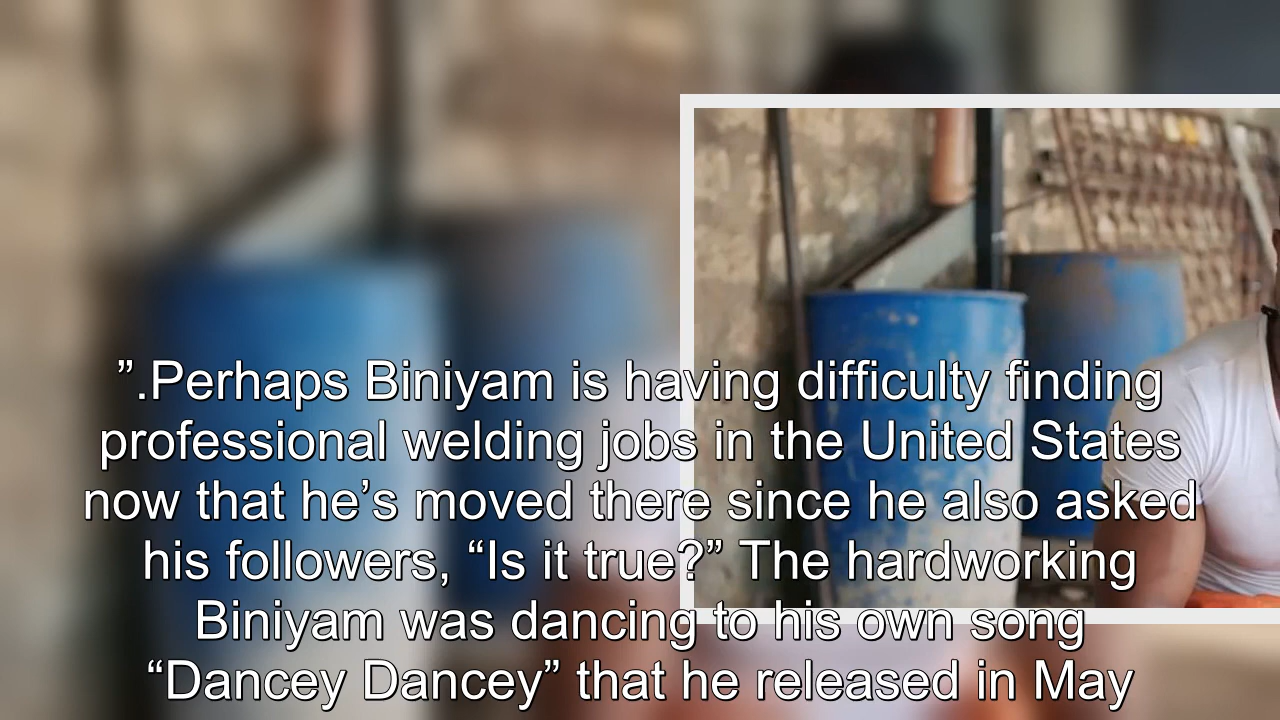 ”.Perhaps Biniyam is having difficulty finding
professional welding jobs in the United States
now that he’s moved there since he also asked
his followers, “Is it true?” The hardworking
Biniyam was dancing to his own song
“Dancey Dancey” that he released in May